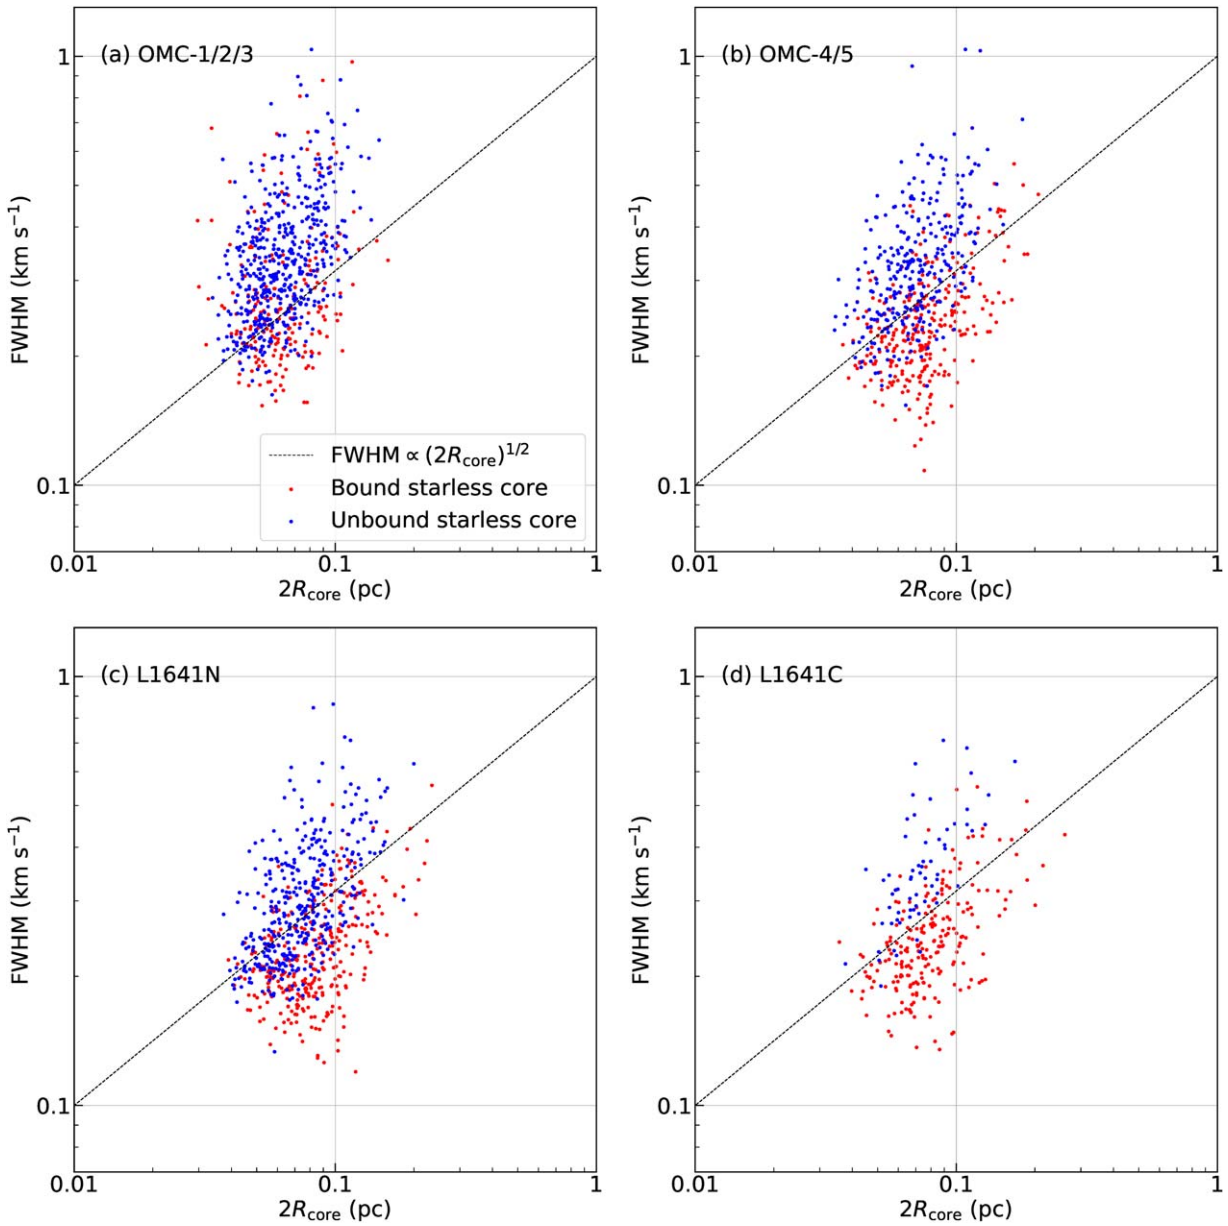 (a) OMC-1/2/3
1
0.1
FWHM (km s⁻¹)
FWHM ∝ (2R_core)^{1/2}
Bound starless core
Unbound starless core
0.01
0.1
1
2R_core (pc)
(b) OMC-4/5
1
0.1
FWHM (km s⁻¹)
0.01
0.1
1
2R_core (pc)
(c) L1641N
1
0.1
FWHM (km s⁻¹)
0.01
0.1
1
2R_core (pc)
(d) L1641C
1
0.1
FWHM (km s⁻¹)
0.01
0.1
1
2R_core (pc)